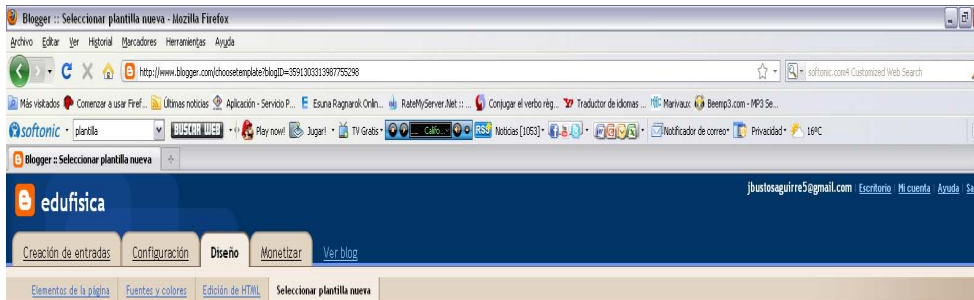 Blogger :: Seleccionar plantilla nueva - Mozilla Firefox
Archivo Editar Ver Historial Marcadores Herramientas Ayuda
http://www.blogger.com/choosetemplate?blogID=3591303313987755298 softonic.com4 Customized Web Search
Más visitados Comenzar a usar Firef... Últimas noticias Aplicación - Servicio P... Esuna Ragnarok Onlin... RateMyServer.Net :: ... Conjugar el verbo règ... Traductor de idiomas ... Marivaux Beemp3.com - MP3 Se...
softonic plantilla BUSCAR WEB Play now! Jugar! TV Gratis Califo... RSS Noticias [1053] Notificador de correo Privacidad 16ºC
Blogger :: Seleccionar plantilla nueva
jbustosaguirre5@gmail.com | Escritorio | Mi cuenta | Ayuda | Sa
edufisica
Creación de entradas Configuración Diseño Monetizar Ver blog
Elementos de la página Fuentes y colores Edición de HTML Seleccionar plantilla nueva